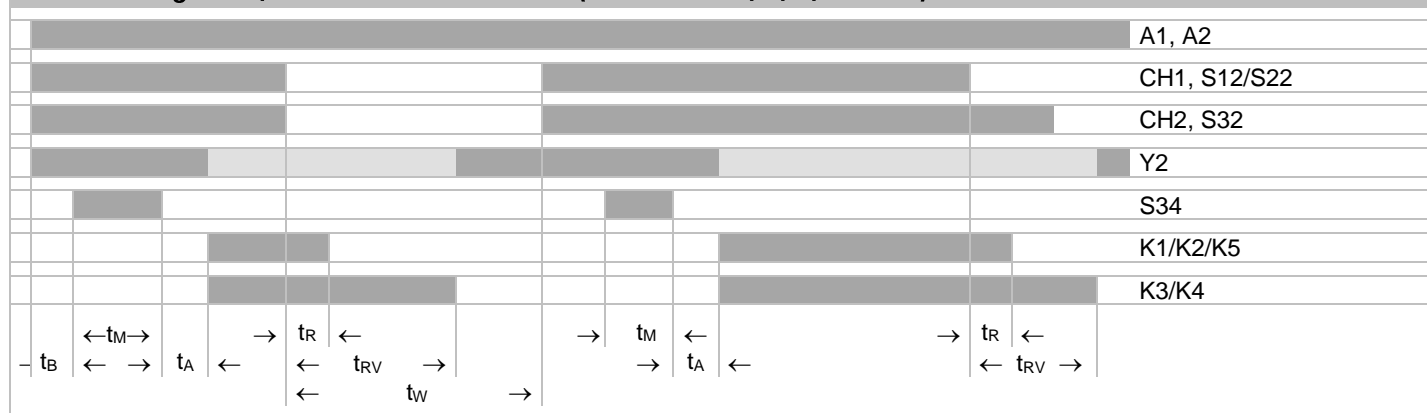 A1, A2
CH1, S12/S22
CH2, S32
Y2
S34
K1/K2/K5
K3/K4
←tM→ → tR ← → tM ← → tR ←
tB ← → tA ← ← tRV → → tA ← ← tRV →
← tW →